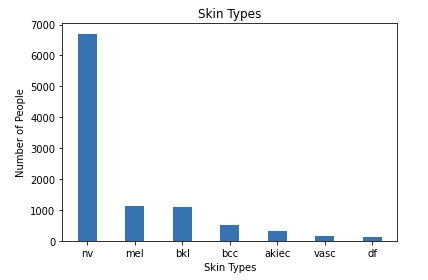 Skin Types
7000
6000
5000
4000
3000
2000
1000
0
Number of People
nv mel bkl bcc akiec vasc df
Skin Types